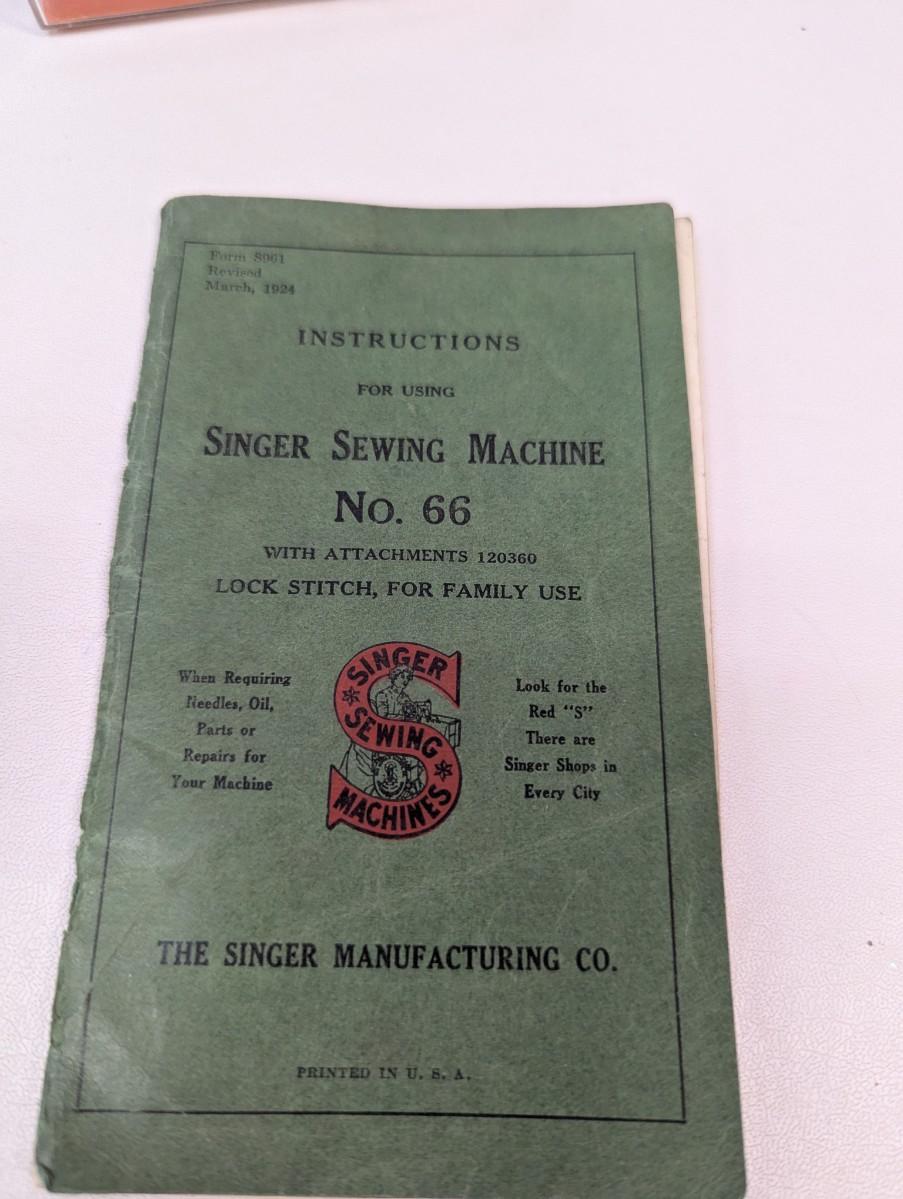 Form 8961
Revised
March, 1924
INSTRUCTIONS
FOR USING
SINGER SEWING MACHINE
No. 66
WITH ATTACHMENTS 120360
LOCK STITCH, FOR FAMILY USE
When Requiring
Needles, Oil,
Parts or
Repairs for
Your Machine
SINGER
SEWING
MACHINES
Look for the
Red "S"
There are
Singer Shops in
Every City
THE SINGER MANUFACTURING CO.
PRINTED IN U. S. A.